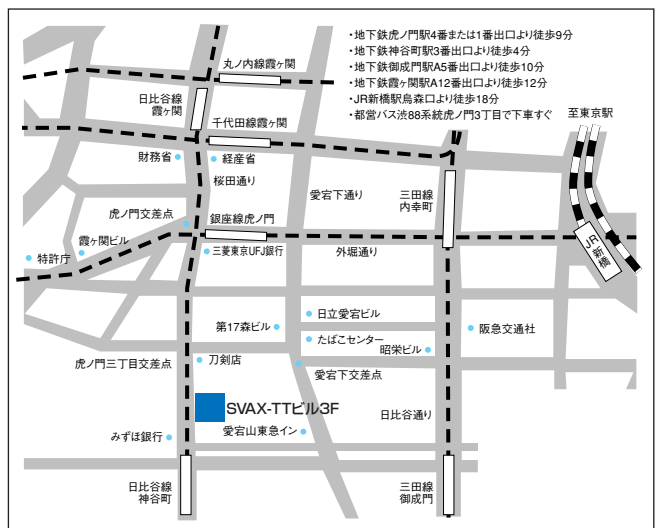 ・地下鉄虎ノ門駅4番または1番出口より徒歩9分
・地下鉄神谷町駅3番出口より徒歩4分
・地下鉄御成門駅A5番出口より徒歩10分
・地下鉄霞ヶ関駅A12番出口より徒歩12分
・JR新橋駅烏森口より徒歩18分
・都営バス渋88系統虎ノ門3丁目で下車すぐ
丸ノ内線霞ヶ関
日比谷線
霞ヶ関
千代田線霞ヶ関
至東京駅
財務省
経産省
桜田通り
愛宕下通り
三田線
内幸町
虎ノ門交差点
銀座線虎ノ門
霞ヶ関ビル
特許庁
三菱東京UFJ銀行
外堀通り
JR
新橋
日立愛宕ビル
第17森ビル
たばこセンター
昭栄ビル
阪急交通社
虎ノ門三丁目交差点
刀剣店
愛宕下交差点
SVAX-TTビル3F
日比谷通り
みずほ銀行
愛宕山東急イン
日比谷線
神谷町
三田線
御成門